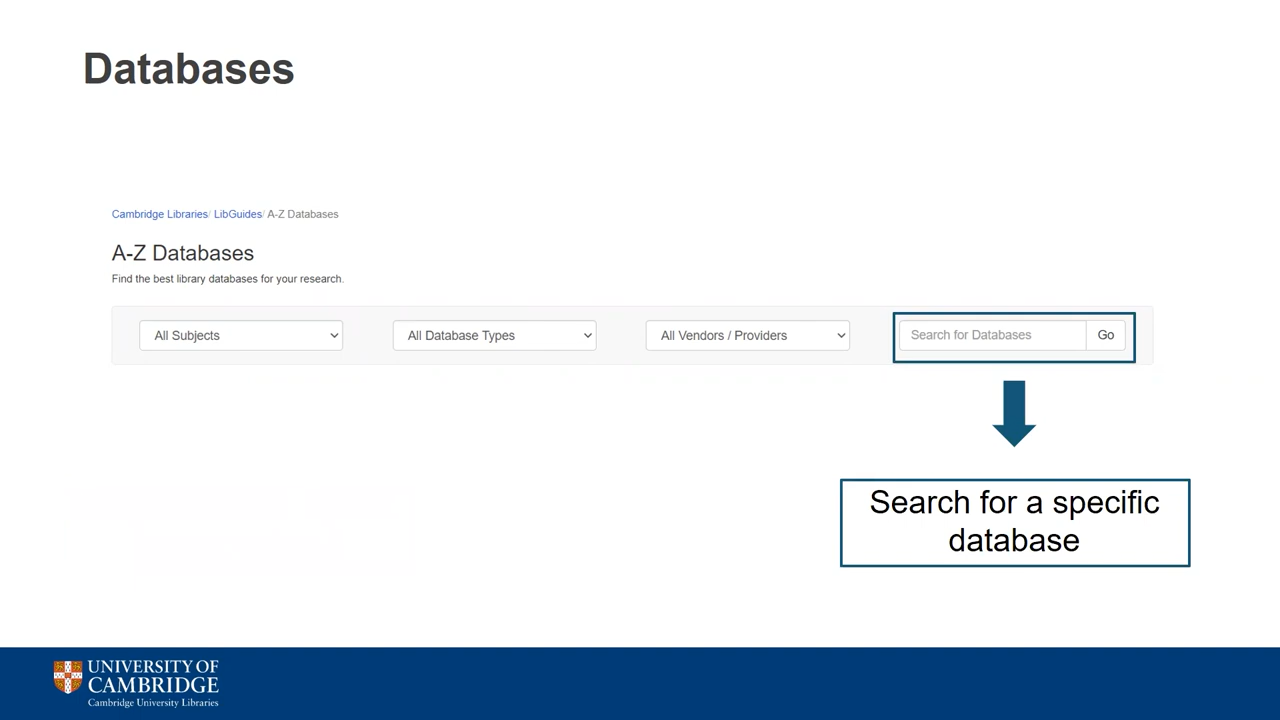 Databases
Cambridge Libraries/ LibGuides/ A-Z Databases
A-Z Databases
Find the best library databases for your research.
All Subjects
All Database Types
All Vendors / Providers
Search for Databases
Go
Search for a specific
database
UNIVERSITY OF
CAMBRIDGE
Cambridge University Libraries